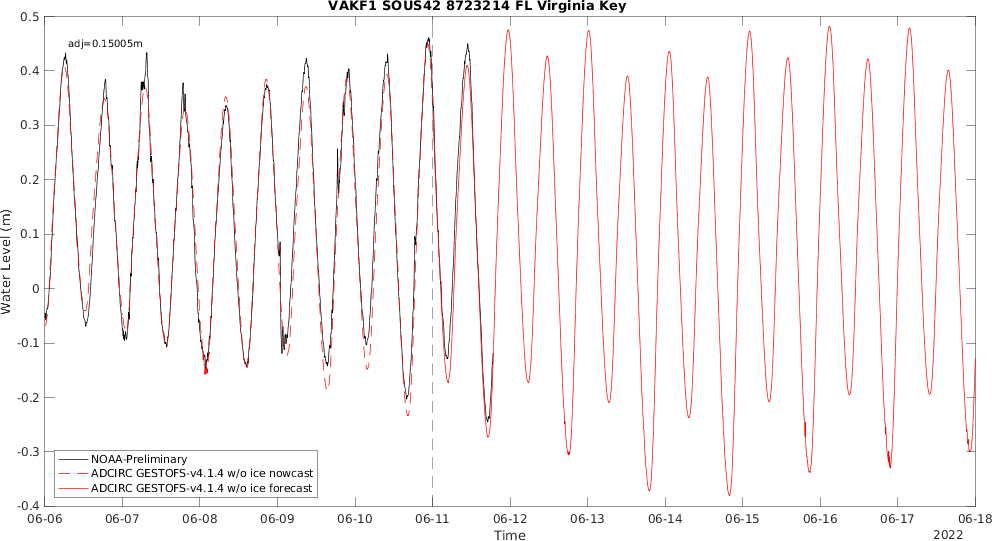 VAKF1 SOUS42 8723214 FL Virginia Key
adj=0.15005m
0.5
0.4
0.3
0.2
0.1
0
-0.1
-0.2
-0.3
-0.4
Water Level (m)
NOAA-Preliminary
ADCIRC GESTOFS-v4.1.4 w/o ice nowcast
ADCIRC GESTOFS-v4.1.4 w/o ice forecast
06-06 06-07 06-08 06-09 06-10 06-11 06-12 06-13 06-14 06-15 06-16 06-17 06-18
Time
2022